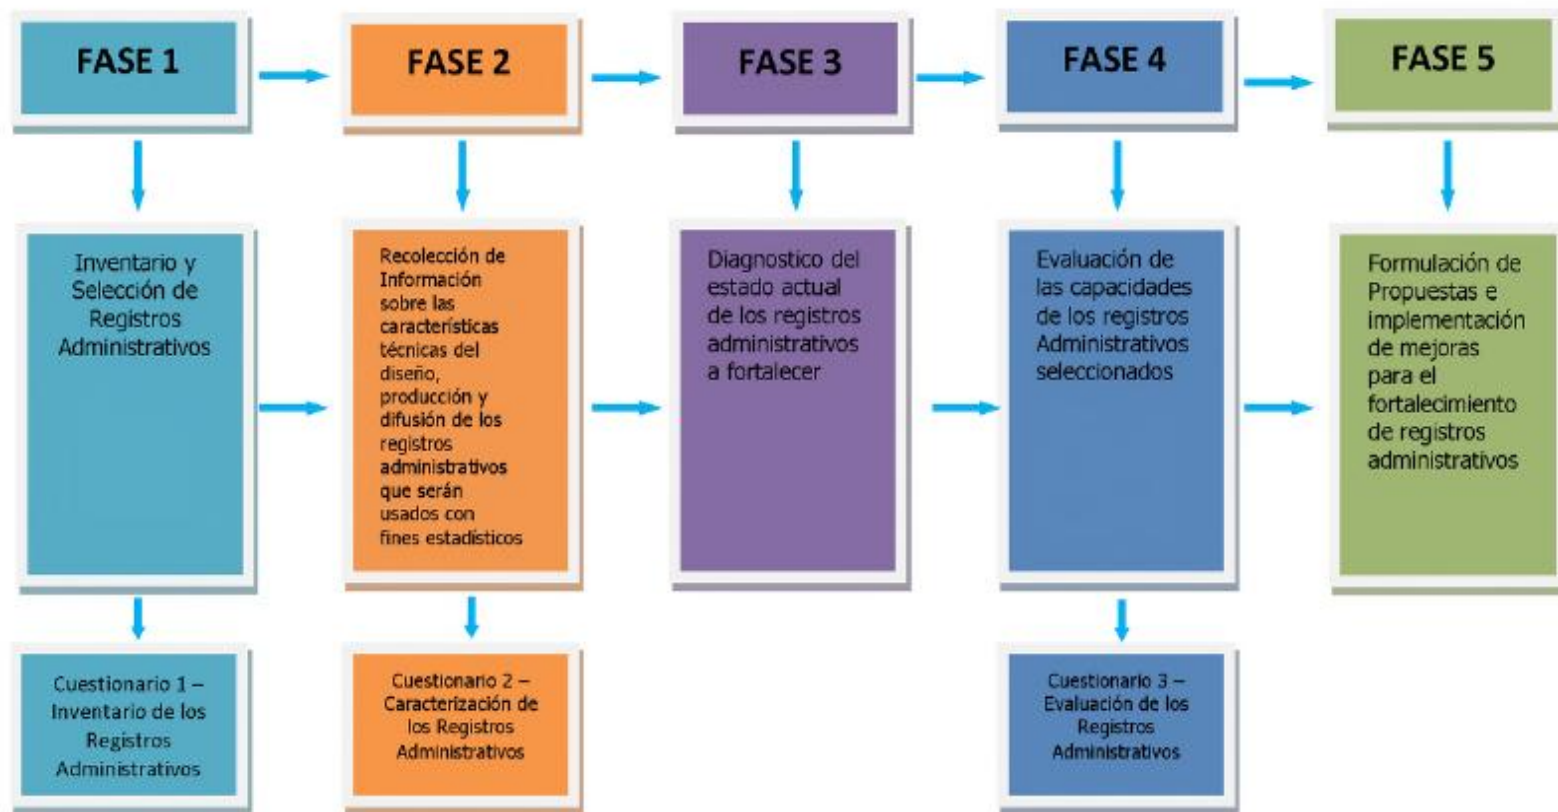 FASE 1
FASE 2
FASE 3
FASE 4
FASE 5
Inventario y
Selección de
Registros
Administrativos
Recolección de
Información
sobre las
características
técnicas del
diseño,
producción y
difusión de los
registros
administrativos
que serán
usados con
fines estadísticos
Diagnostico del
estado actual
de los registros
administrativos
a fortalecer
Evaluación de
las capacidades
de los registros
Administrativos
seleccionados
Formulación de
Propuestas e
implementación
de mejoras
para el
fortalecimiento
de registros
administrativos
Cuestionario 1 –
Inventario de los
Registros
Administrativos
Cuestionario 2 –
Caracterización de
los Registros
Administrativos
Cuestionario 3 –
Evaluación de los
Registros
Administrativos